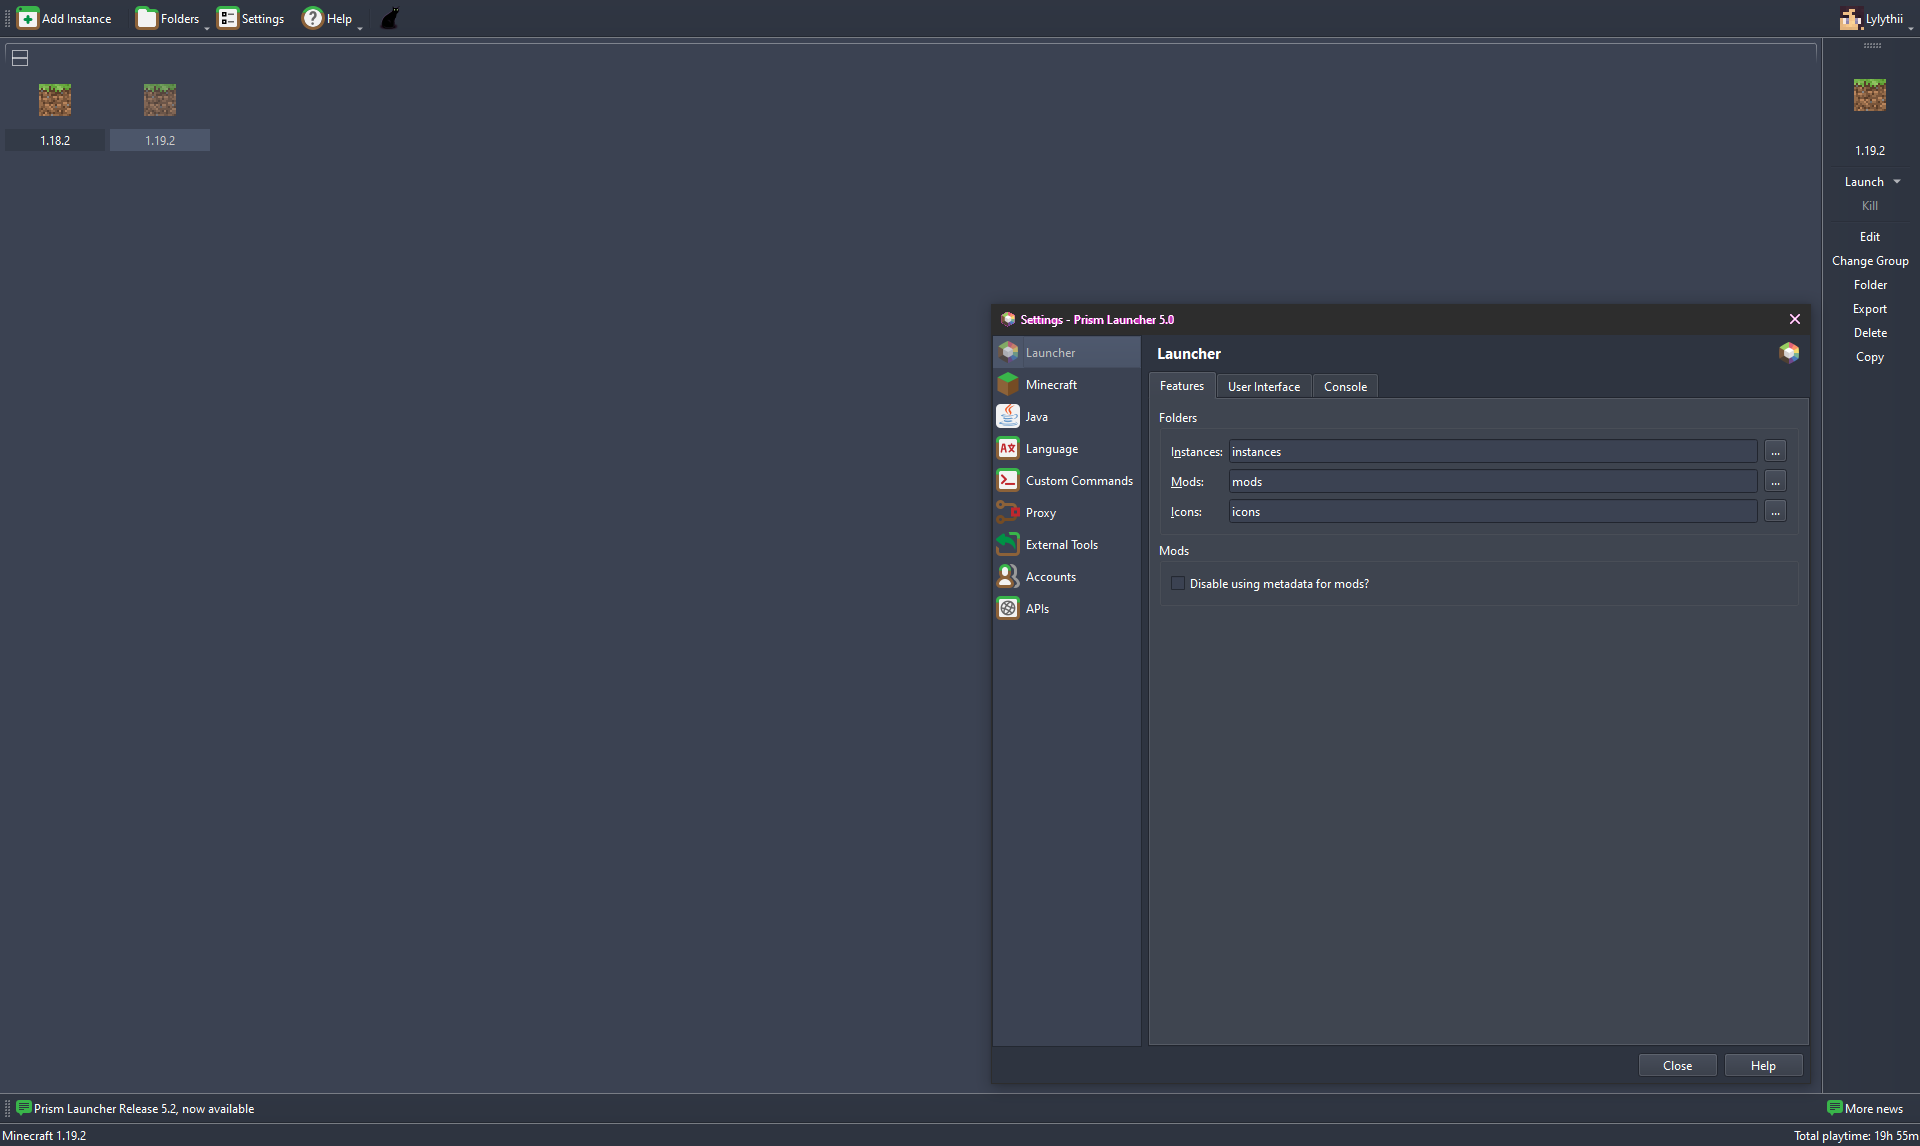 Add Instance
Folders
Settings
Help
Lylythii
1.18.2
1.19.2
1.19.2
Launch
Kill
Edit
Change Group
Folder
Export
Delete
Copy
Settings - Prism Launcher 5.0
Launcher
Minecraft
Java
Language
Custom Commands
Proxy
External Tools
Accounts
APIs
Launcher
Features
User Interface
Console
Folders
Instances: instances ...
Mods: mods ...
Icons: icons ...
Mods
Disable using metadata for mods?
Close
Help
Prism Launcher Release 5.2, now available
More news
Minecraft 1.19.2
Total playtime: 19h 55m